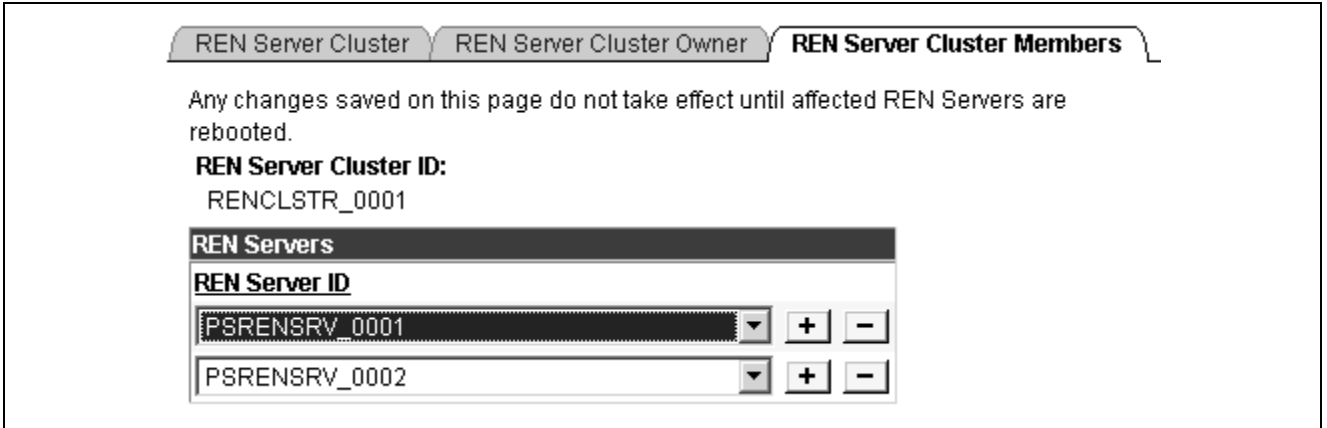 REN Server Cluster REN Server Cluster Owner REN Server Cluster Members
Any changes saved on this page do not take effect until affected REN Servers are
rebooted.
REN Server Cluster ID:
RENCLSTR_0001
REN Servers
REN Server ID
PSRENSRV_0001 + -
PSRENSRV_0002 + -